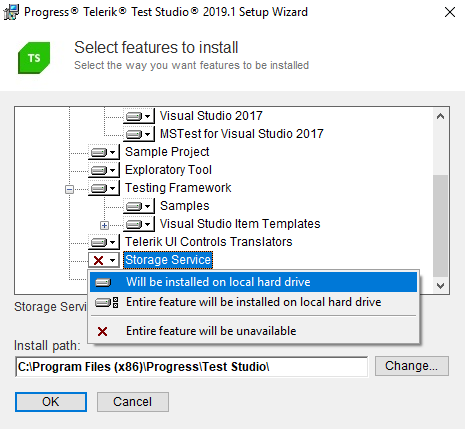 Progress® Telerik® Test Studio® 2019.1 Setup Wizard
TS
Select features to install
Select the way you want features to be installed
Visual Studio 2017
MSTest for Visual Studio 2017
Sample Project
Exploratory Tool
Testing Framework
Samples
Visual Studio Item Templates
Telerik UI Controls Translators
Storage Service
Will be installed on local hard drive
Storage Servi
Entire feature will be installed on local hard drive
Entire feature will be unavailable
Install path:
C:\Program Files (x86)\Progress\Test Studio\
Change...
OK
Cancel